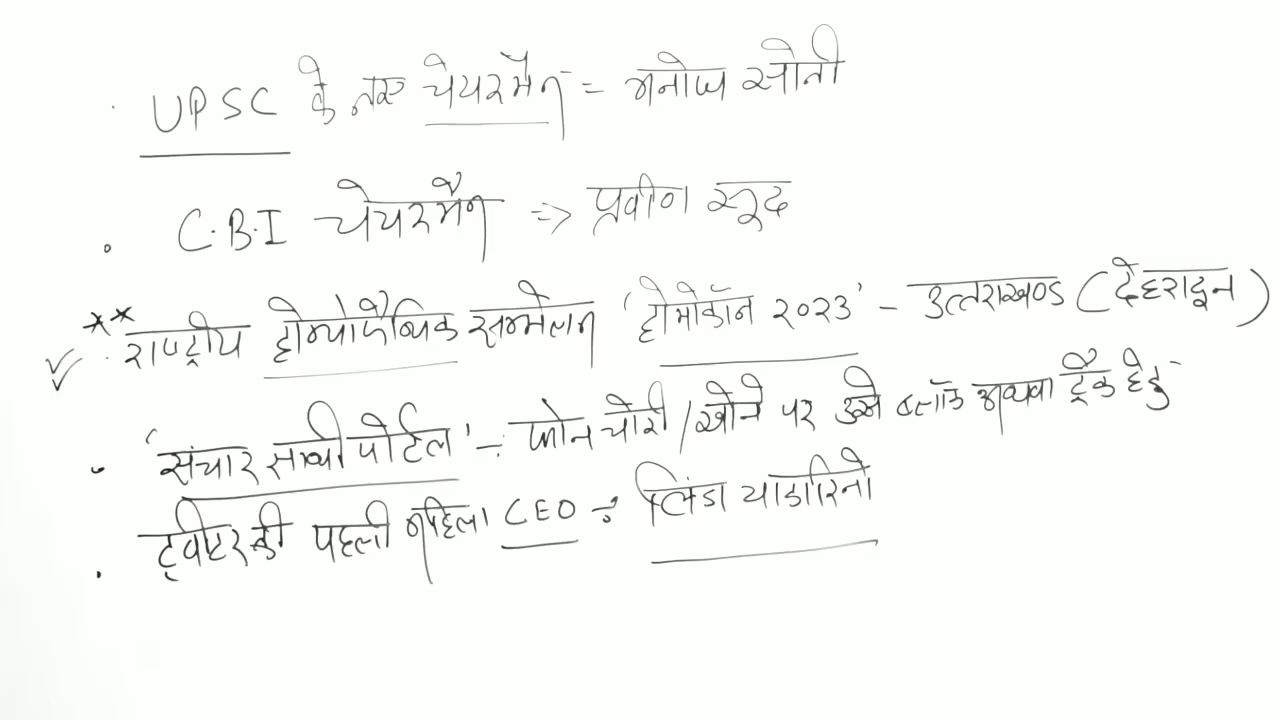 UPSC के नए चेयरमैन = मनोज सोनी
C.B.I चेयरमैन => प्रवीण सूद
** राष्ट्रीय होम्योपैथिक सम्मेलन 'होमोकॉन २०२३' - उत्तराखण्ड (देहरादून)
'संचार साथी पोर्टल' -: फोन चोरी / खोने पर उसे ब्लॉक अथवा ट्रैक हेतु
ट्वीटर की पहली महिला CEO -: लिंडा याडारिनो